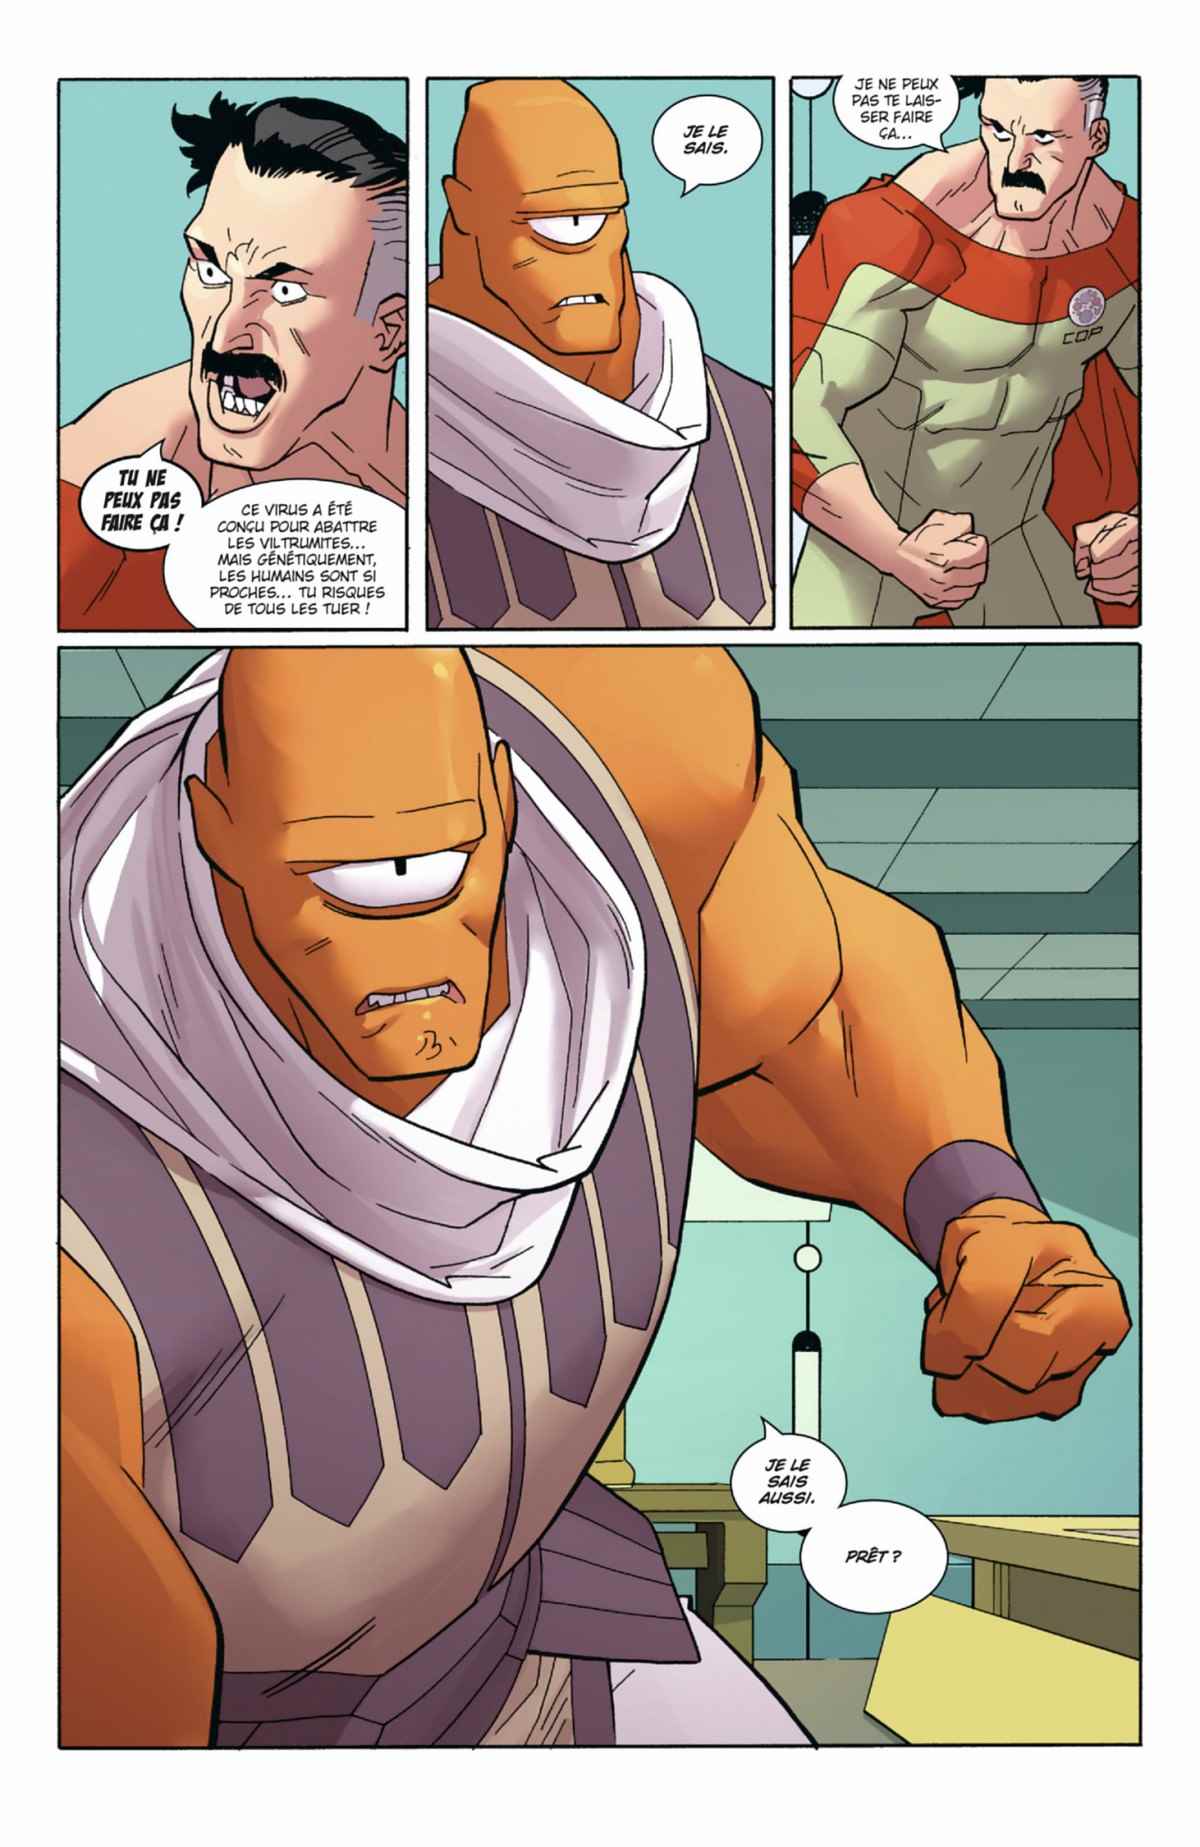 TU NE
PEUX PAS
FAIRE ÇA !
CE VIRUS A ÉTÉ
CONÇU POUR ABATTRE
LES VILTRUMITES...
MAIS GÉNÉTIQUEMENT,
LES HUMAINS SONT SI
PROCHES... TU RISQUES
DE TOUS LES TUER !
JE LE
SAIS.
JE NE PEUX
PAS TE LAIS-
SER FAIRE
ÇA...
COP
JE LE
SAIS
AUSSI.
PRÊT ?